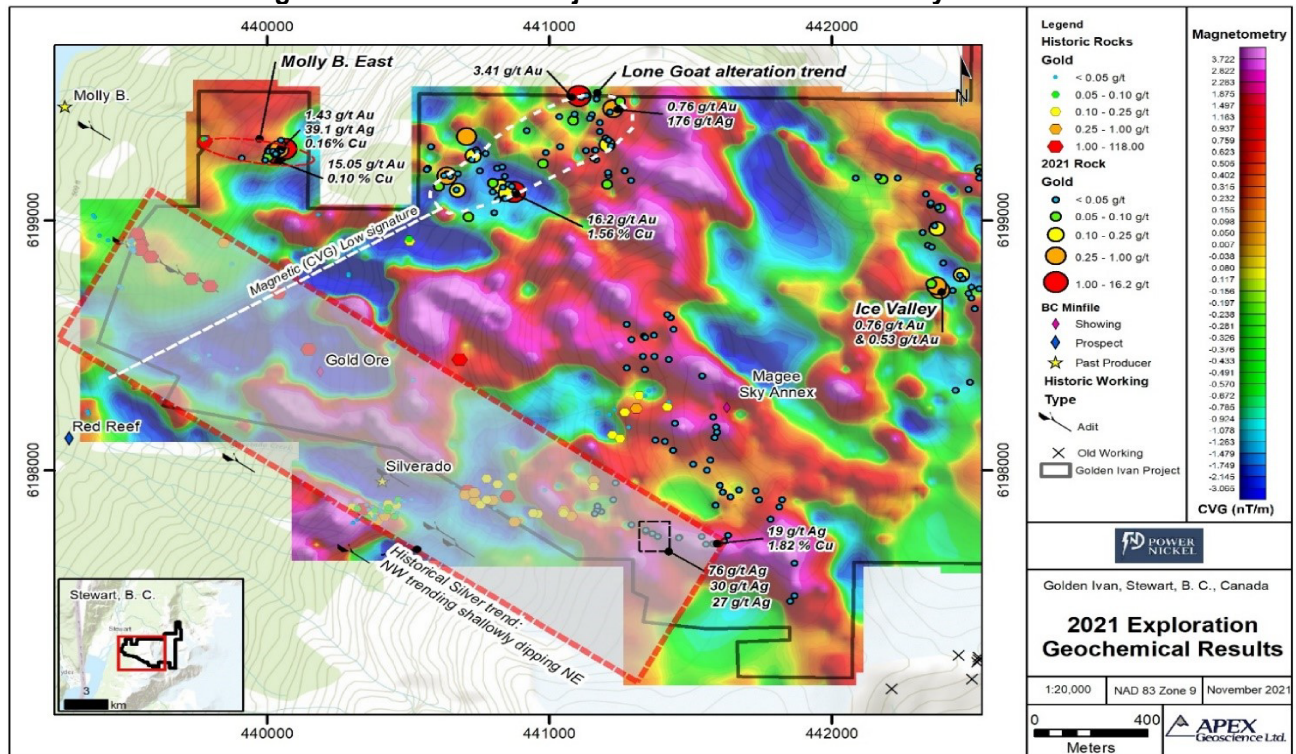 440000
441000
442000
Molly B. East
3.41 g/t Au
Lone Goat alteration trend
Molly B.
1.43 g/t Au
39.1 g/t Ag
0.16% Cu
0.76 g/t Au
176 g/t Ag
15.05 g/t Au
0.10 % Cu
N
6199000
6199000
16.2 g/t Au
1.56 % Cu
Magnetic (CVG) Low signature
Ice Valley
0.76 g/t Au
& 0.53 g/t Au
Gold Ore
Magee
Sky Annex
Red Reef
6198000
6198000
Silverado
19 g/t Ag
1.82 % Cu
76 g/t Ag
30 g/t Ag
27 g/t Ag
Historical Silver trend:
NW trending shallowly dipping NE
Stewart, B. C.
Stewart
3
km
440000
441000
442000
Legend
Historic Rocks
Gold
< 0.05 g/t
0.05 - 0.10 g/t
0.10 - 0.25 g/t
0.25 - 1.00 g/t
1.00 - 118.00
2021 Rock
Gold
<0.05 g/t
0.05 - 0.10 g/t
0.10 - 0.25 g/t
0.25 - 1.00 g/t
1.00 - 16.2 g/t
BC Minfile
Showing
Prospect
Past Producer
Historic Working
Type
Adit
Old Working
Golden Ivan Project
Magnetometry
3.722
2.622
2.283
1.875
1.497
1.163
0.937
0.759
0.623
0.506
0.402
0.316
0.232
0.155
0.098
0.050
0.007
-0.038
-0.080
-0.117
-0.156
-0.197
-0.238
-0.281
-0.326
-0.376
-0.433
-0.491
-0.570
-0.672
-0.785
-0.924
-1.078
-1.263
-1.479
-1.749
-2.145
-3.065
CVG (nT/m)
POWER
NICKEL
Golden Ivan, Stewart, B. C., Canada
2021 Exploration
Geochemical Results
1:20,000
NAD 83 Zone 9
November 2021
0 400
Meters
APEX
Geoscience Ltd.